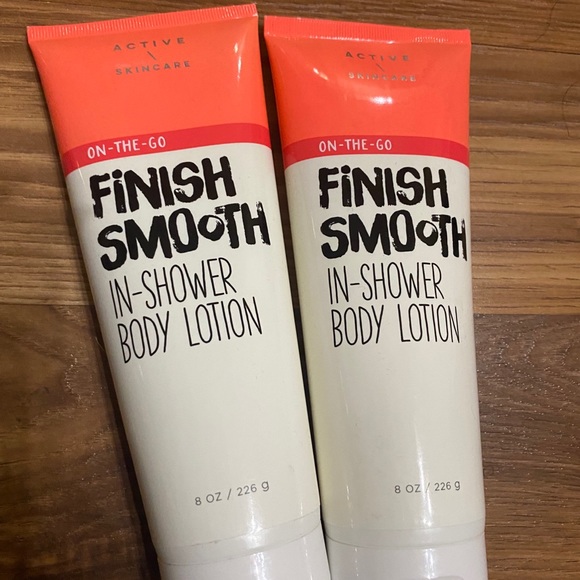 ACTIVE
SKINCARE
ON-THE-GO
FiNiSH
SMOOTH
IN-SHOWER
BODY LOTION
8 OZ / 226 g
ACTIVE
SKINCARE
ON-THE-GO
FiNiSH
SMOOTH
IN-SHOWER
BODY LOTION
8 OZ / 226 g